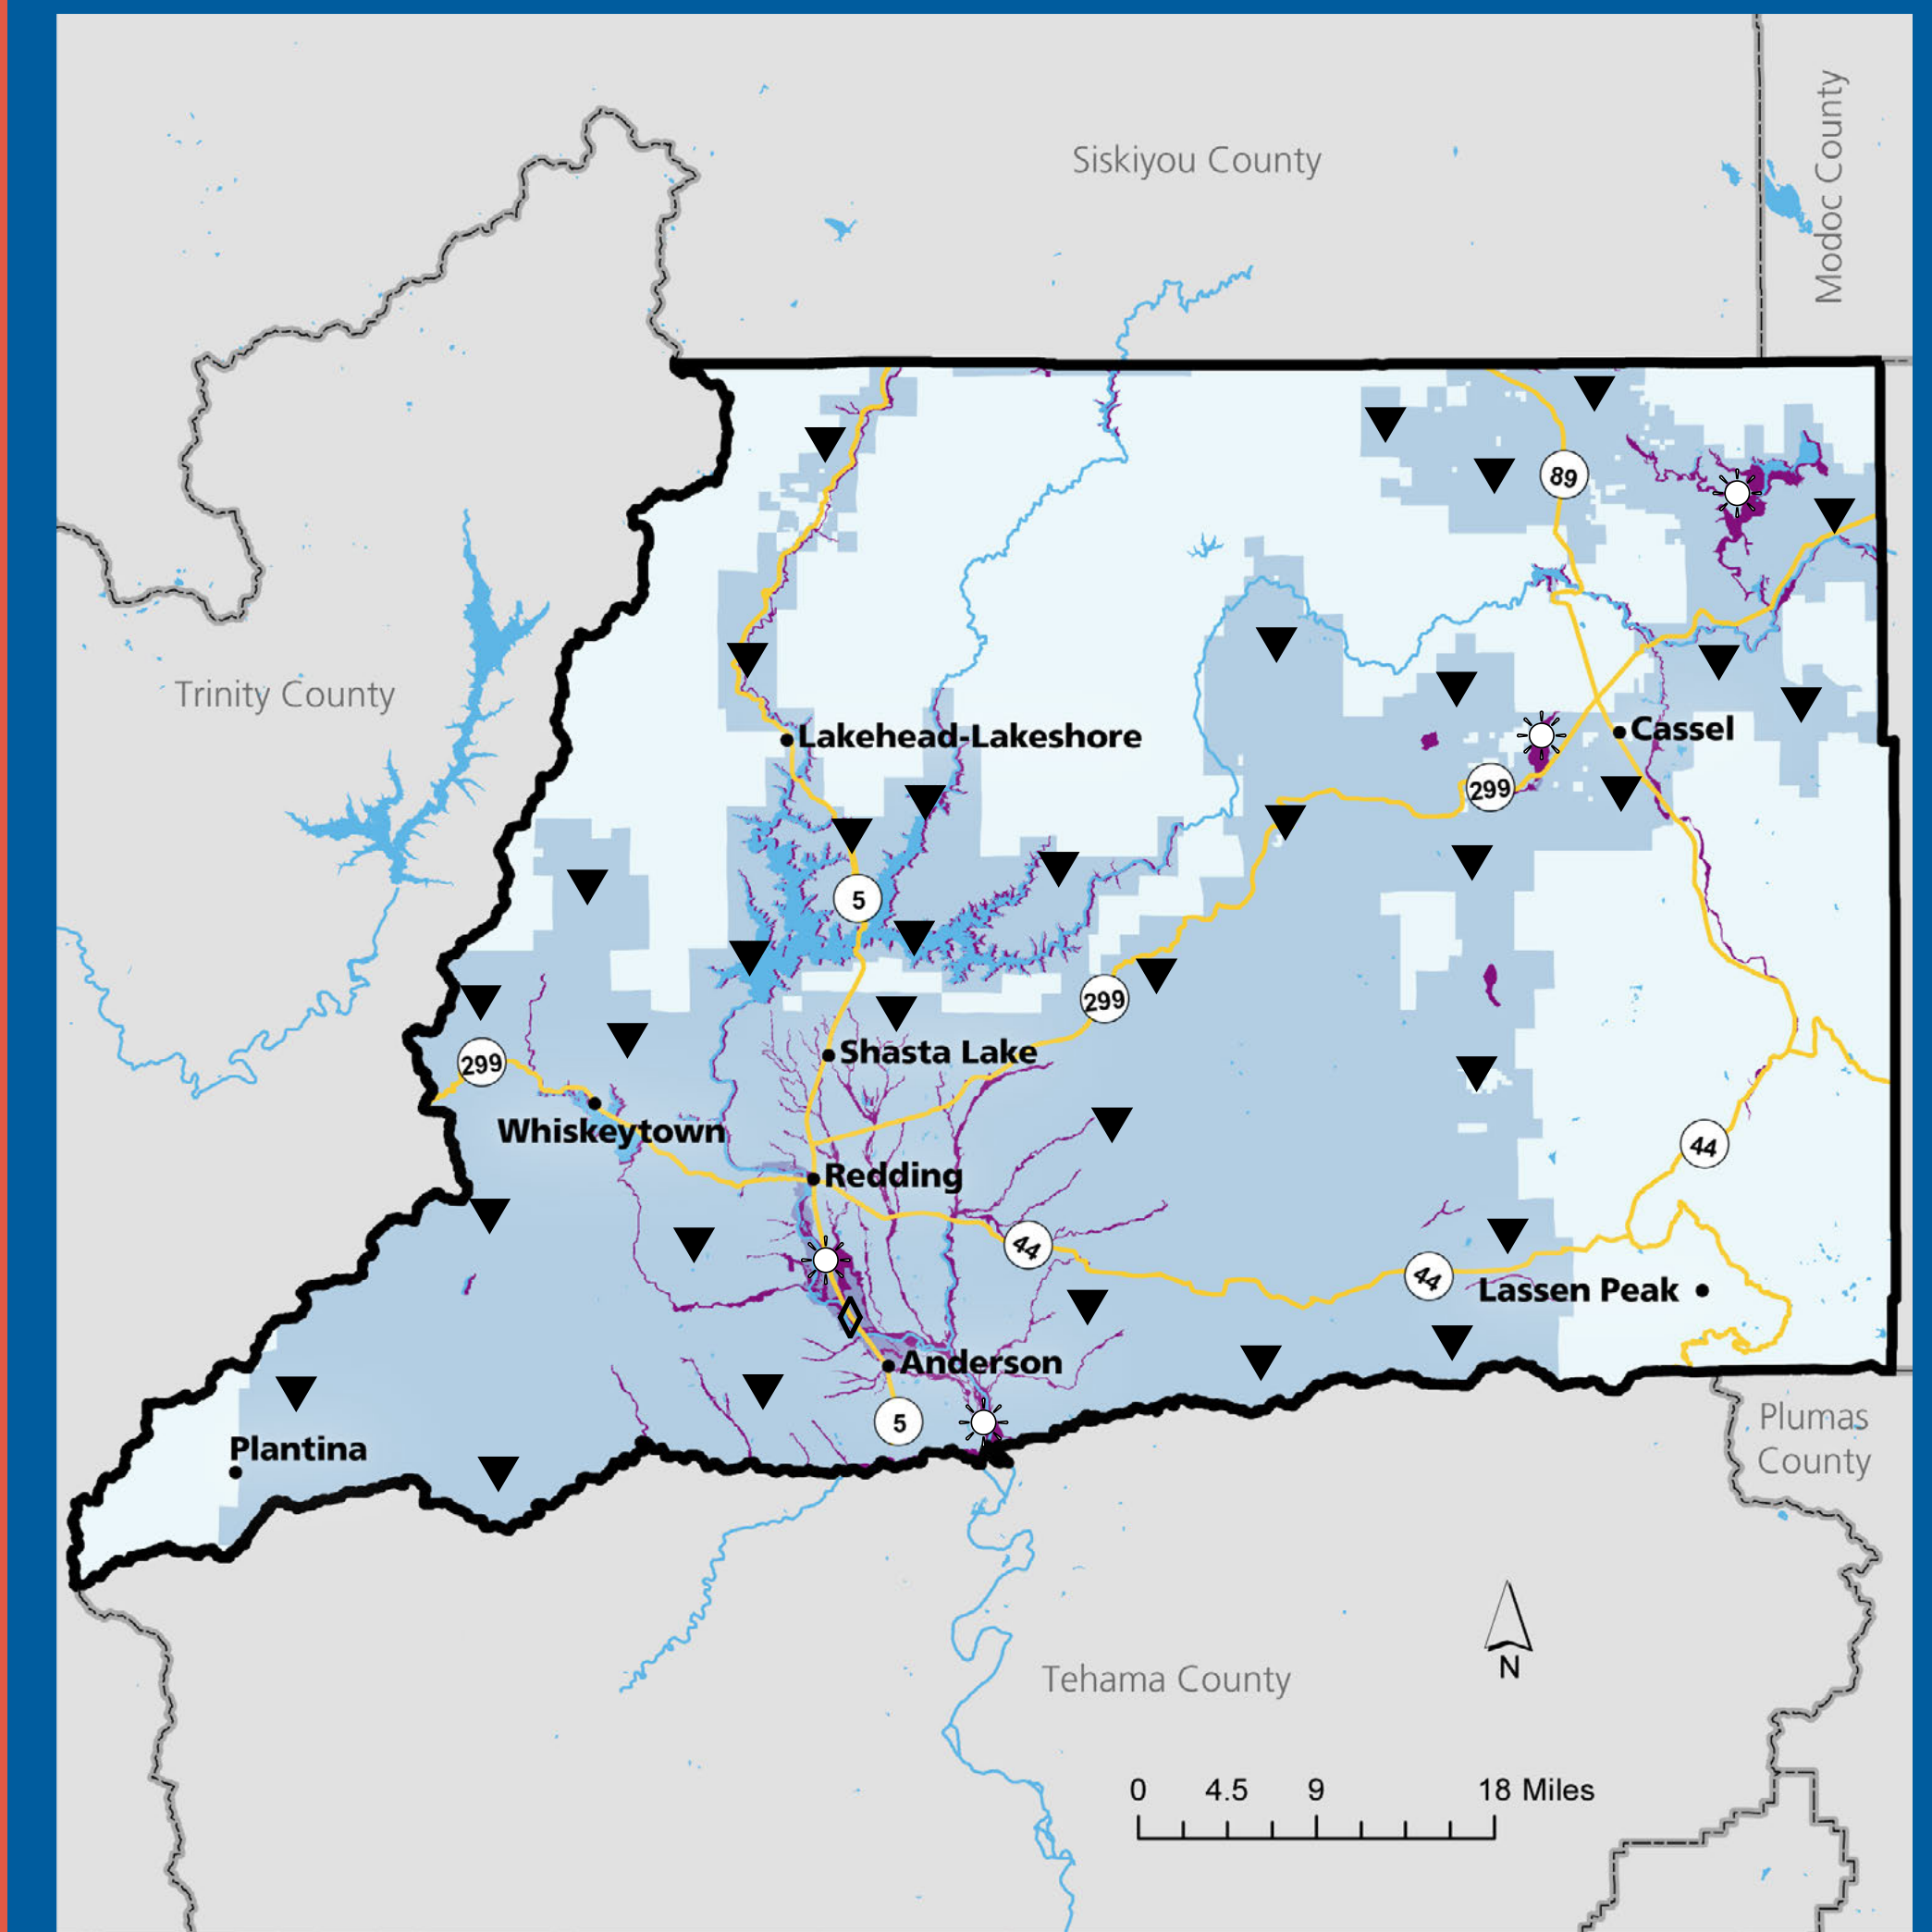 Siskiyou County
Modoc County
89
Trinity County
Lakehead-Lakeshore
Cassel
299
5
299
Shasta Lake
299
Whiskeytown
44
Redding
44
44
Lassen Peak
Anderson
5
Plumas
County
Plantina
N
Tehama County
0 4.5 9 18 Miles